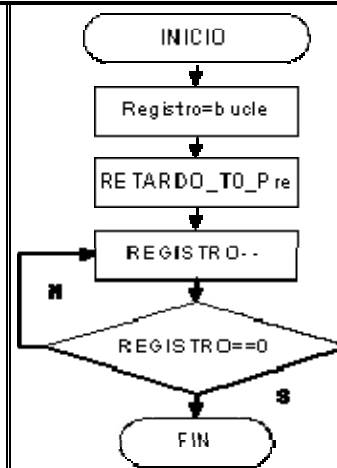 INICIO
Registro=bucle
RETARDO_T0_Pre
REGISTRO--
N
REGISTRO==0
S
FIN